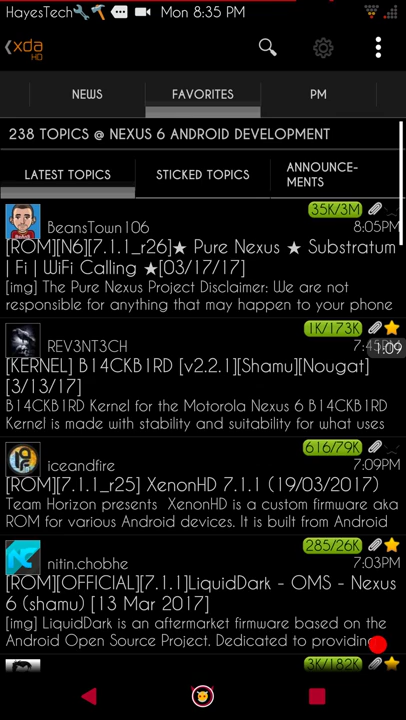 HayesTech Mon 8:35 PM
xda
HD
NEWS FAVORITES PM
238 TOPICS @ NEXUS 6 ANDROID DEVELOPMENT
LATEST TOPICS STICKED TOPICS ANNOUNCE-
MENTS
35K/3M
BeansTown106 8:05PM
[ROM][N6][7.1.1_r26]★ Pure Nexus ★ Substratum
| Fi | WiFi Calling ★[03/17/17]
[img] The Pure Nexus Project Disclaimer: We are not
responsible for anything that may happen to your phone
1K/173K
REV3NT3CH
1:09
[KERNEL] B14CKB1RD [v2.2.1][Shamu][Nougat]
[3/13/17]
B14CKB1RD Kernel for the Motorola Nexus 6 B14CKB1RD
Kernel is made with stability and suitability for what uses
616/79K
iceandfire 7:09PM
[ROM][7.1.1_r25] XenonHD 7.1.1 (19/03/2017)
Team Horizon presents XenonHD is a custom firmware aka
ROM for various Android devices. It is built from Android
285/26K
nitin.chobhe 7:03PM
[ROM][OFFICIAL][7.1.1]LiquidDark - OMS - Nexus
6 (shamu) [13 Mar 2017]
[img] LiquidDark is an aftermarket firmware based on the
Android Open Source Project. Dedicated to providing
3K/182K